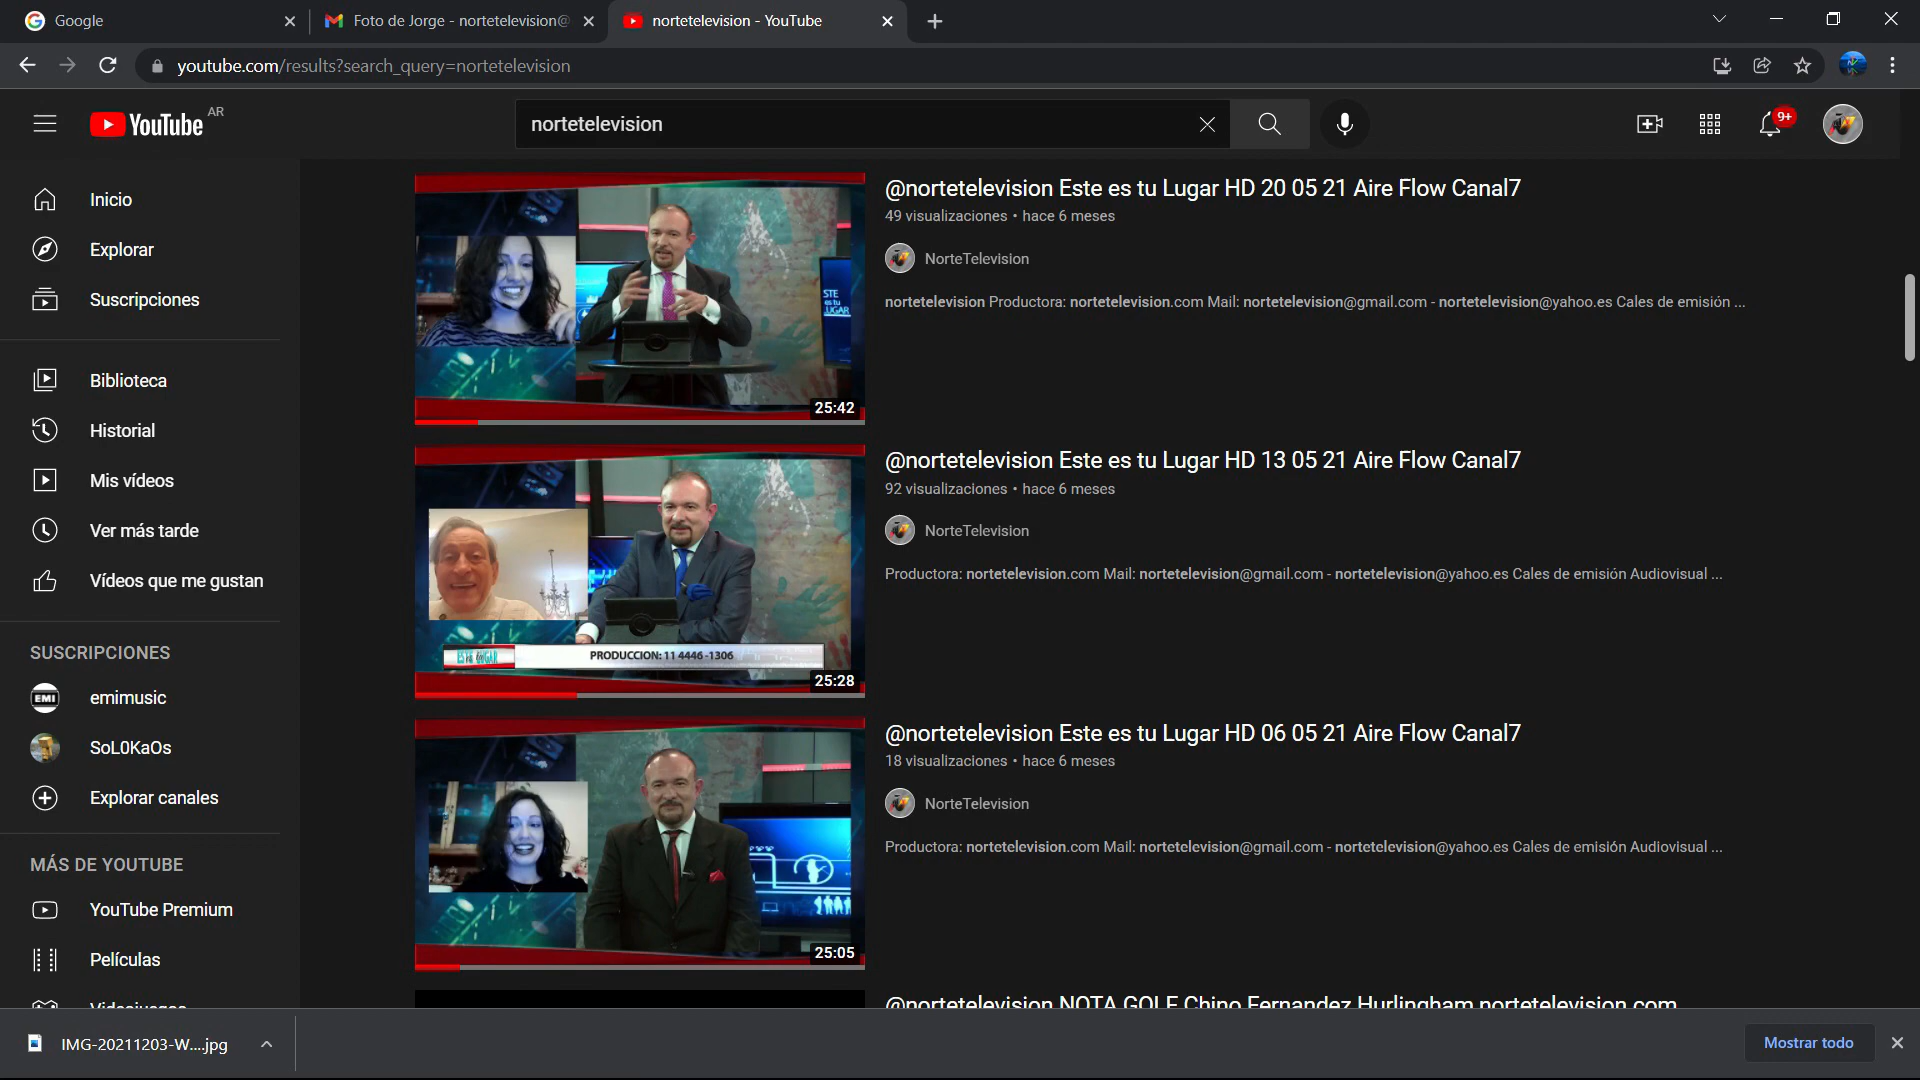 Google
Foto de Jorge - nortetelevision@
nortetelevision - YouTube
youtube.com/results?search_query=nortetelevision
YouTube AR
nortetelevision
9+
Inicio
Explorar
Suscripciones
Biblioteca
Historial
Mis vídeos
Ver más tarde
Vídeos que me gustan
SUSCRIPCIONES
EMI
emimusic
SoL0KaOs
Explorar canales
MÁS DE YOUTUBE
YouTube Premium
Películas
Videojuegos
STE
es tu
LUGAR
25:42
@nortetelevision Este es tu Lugar HD 20 05 21 Aire Flow Canal7
49 visualizaciones • hace 6 meses
NorteTelevision
nortetelevision Productora: nortetelevision.com Mail: nortetelevision@gmail.com - nortetelevision@yahoo.es Cales de emisión ...
PRODUCCION: 11 4446 -1306
25:28
@nortetelevision Este es tu Lugar HD 13 05 21 Aire Flow Canal7
92 visualizaciones • hace 6 meses
NorteTelevision
Productora: nortetelevision.com Mail: nortetelevision@gmail.com - nortetelevision@yahoo.es Cales de emisión Audiovisual ...
25:05
@nortetelevision Este es tu Lugar HD 06 05 21 Aire Flow Canal7
18 visualizaciones • hace 6 meses
NorteTelevision
Productora: nortetelevision.com Mail: nortetelevision@gmail.com - nortetelevision@yahoo.es Cales de emisión Audiovisual ...
@nortetelevision NOTA GOLF Chino Fernandez Hurlingham nortetelevision.com
IMG-20211203-W....jpg
Mostrar todo